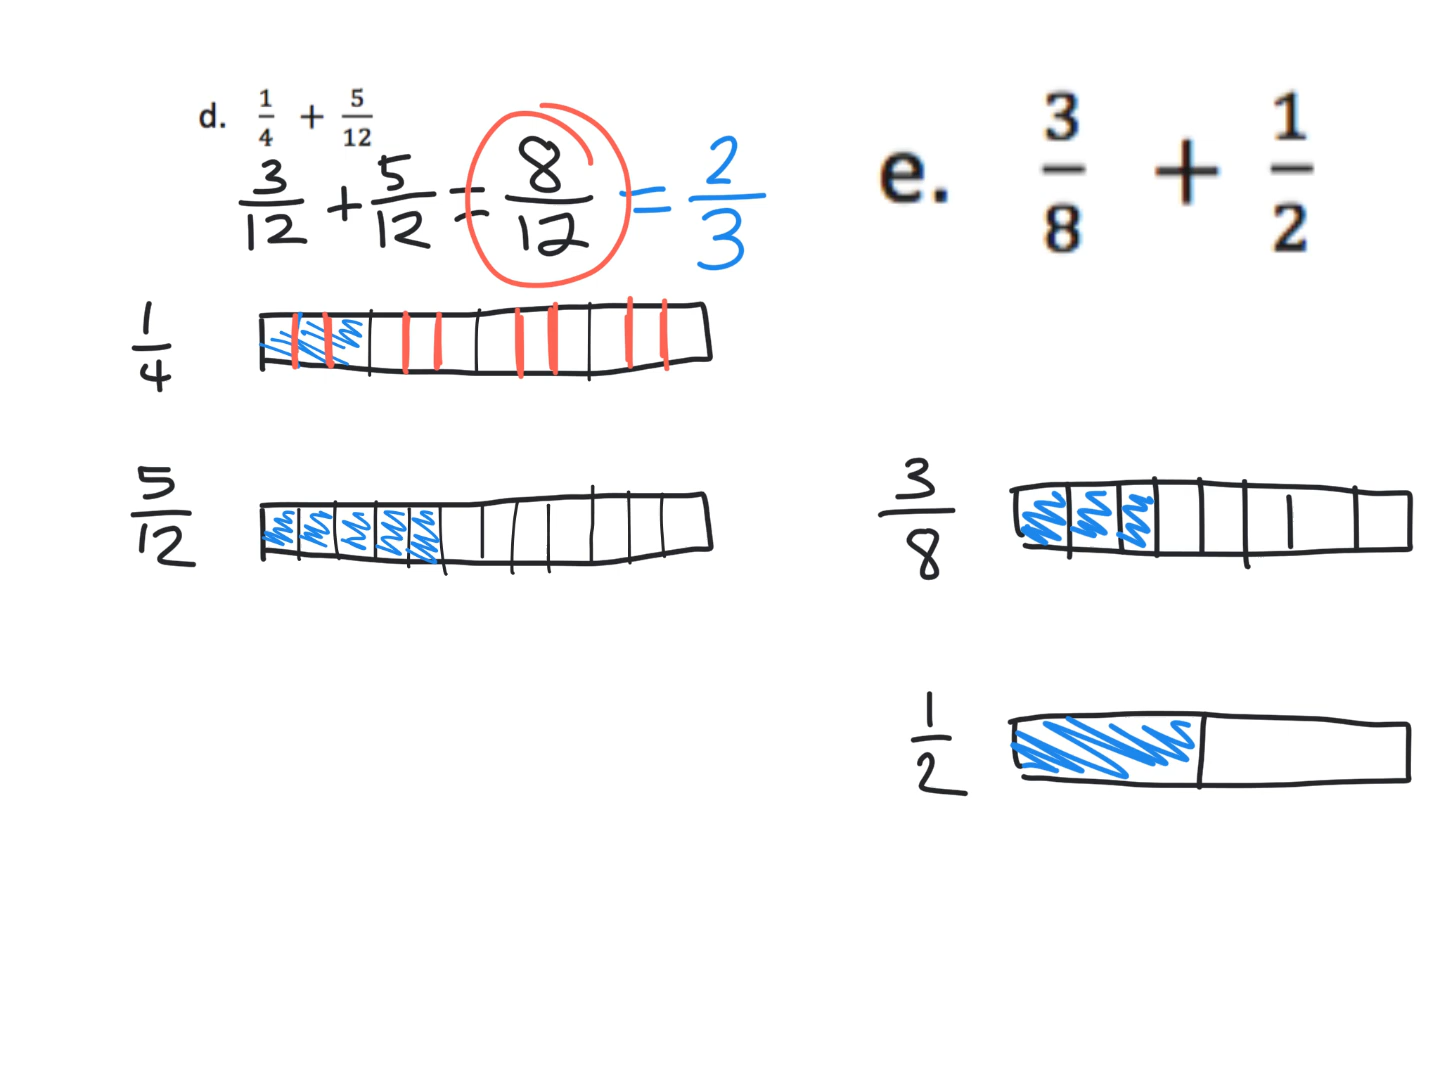 d. 1/4 + 5/12
3/12 + 5/12 = 8/12 = 2/3
1/4
5/12
e. 3/8 + 1/2
3/8
1/2